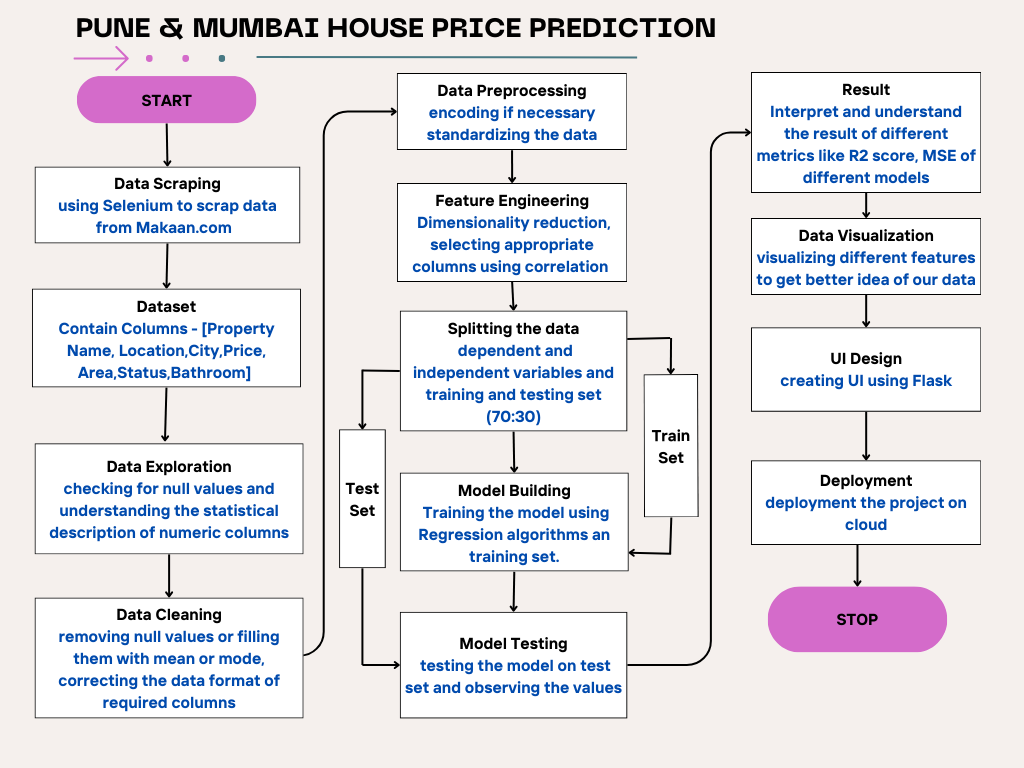 PUNE & MUMBAI HOUSE PRICE PREDICTION
START
Data Scraping
using Selenium to scrap data
from Makaan.com
Dataset
Contain Columns - [Property
Name, Location,City,Price,
Area,Status,Bathroom]
Data Exploration
checking for null values and
understanding the statistical
description of numeric columns
Data Cleaning
removing null values or filling
them with mean or mode,
correcting the data format of
required columns
Data Preprocessing
encoding if necessary
standardizing the data
Feature Engineering
Dimensionality reduction,
selecting appropriate
columns using correlation
Splitting the data
dependent and
independent variables and
training and testing set
(70:30)
Test
Set
Train
Set
Model Building
Training the model using
Regression algorithms an
training set.
Model Testing
testing the model on test
set and observing the values
Result
Interpret and understand
the result of different
metrics like R2 score, MSE of
different models
Data Visualization
visualizing different features
to get better idea of our data
UI Design
creating UI using Flask
Deployment
deployment the project on
cloud
STOP